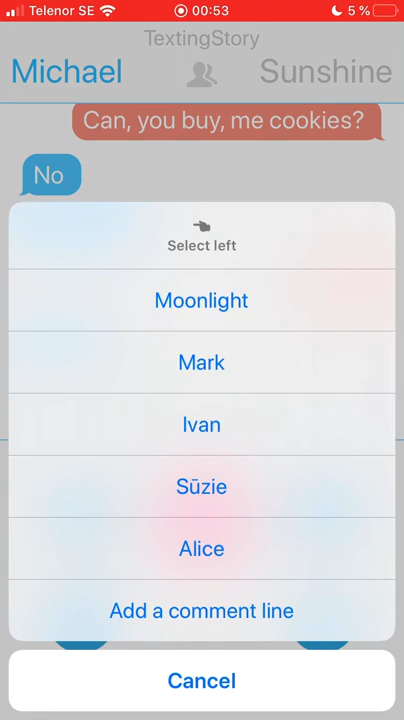 Telenor SE 00:53 5 %
TextingStory
Michael Sunshine
Can, you buy, me cookies?
No
Select left
Moonlight
Mark
Ivan
Sūzie
Alice
Add a comment line
Cancel